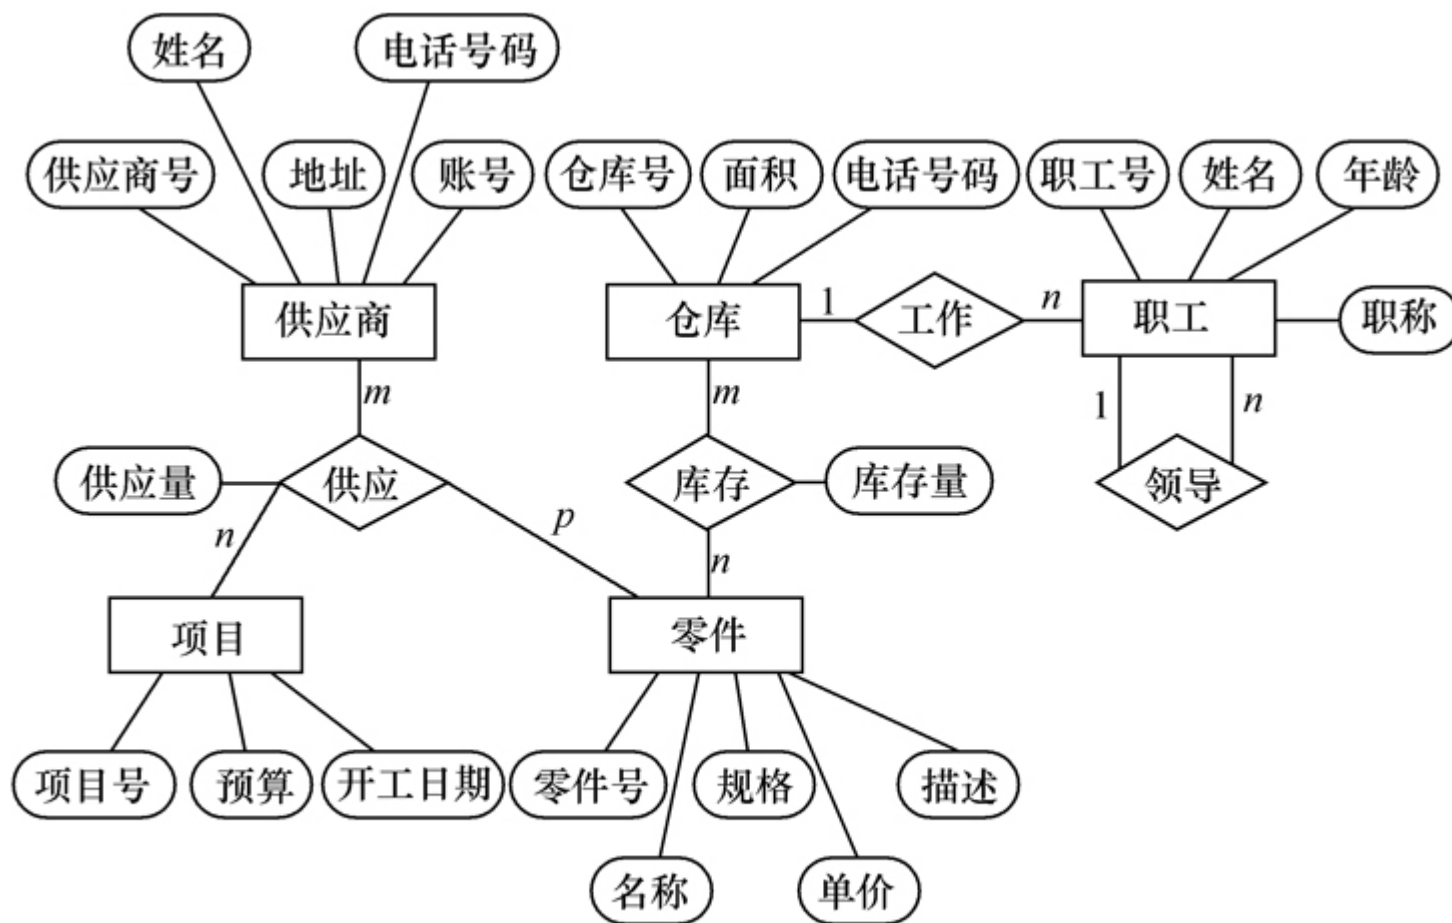 姓名 电话号码
供应商号 地址 账号 仓库号 面积 电话号码 职工号 姓名 年龄
供应商 仓库 1 工作 n 职工 职称
m m 1 n
供应量 供应 库存 库存量 领导
n p n
项目 零件
项目号 预算 开工日期 零件号 规格 描述
名称 单价